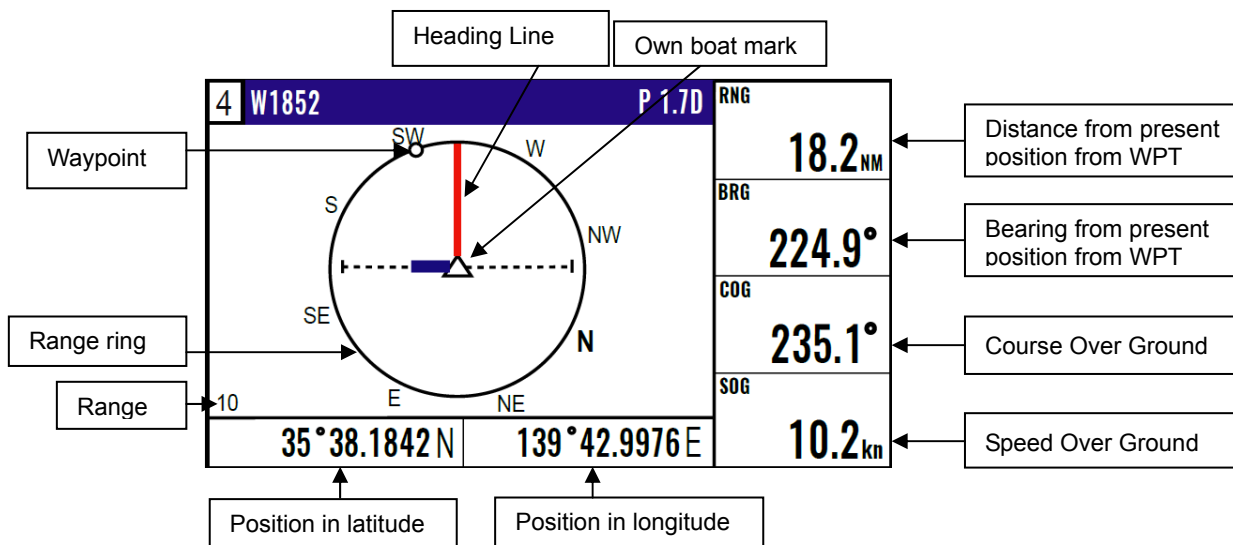 Heading Line
Own boat mark
4 W1852 P 1.7D
RNG
18.2NM
Distance from present
position from WPT
Waypoint
SW
W
S
NW
BRG
224.9°
Bearing from present
position from WPT
SE
N
COG
235.1°
Course Over Ground
Range ring
Range
10
E
NE
SOG
10.2kn
Speed Over Ground
35°38.1842 N
139°42.9976 E
Position in latitude
Position in longitude